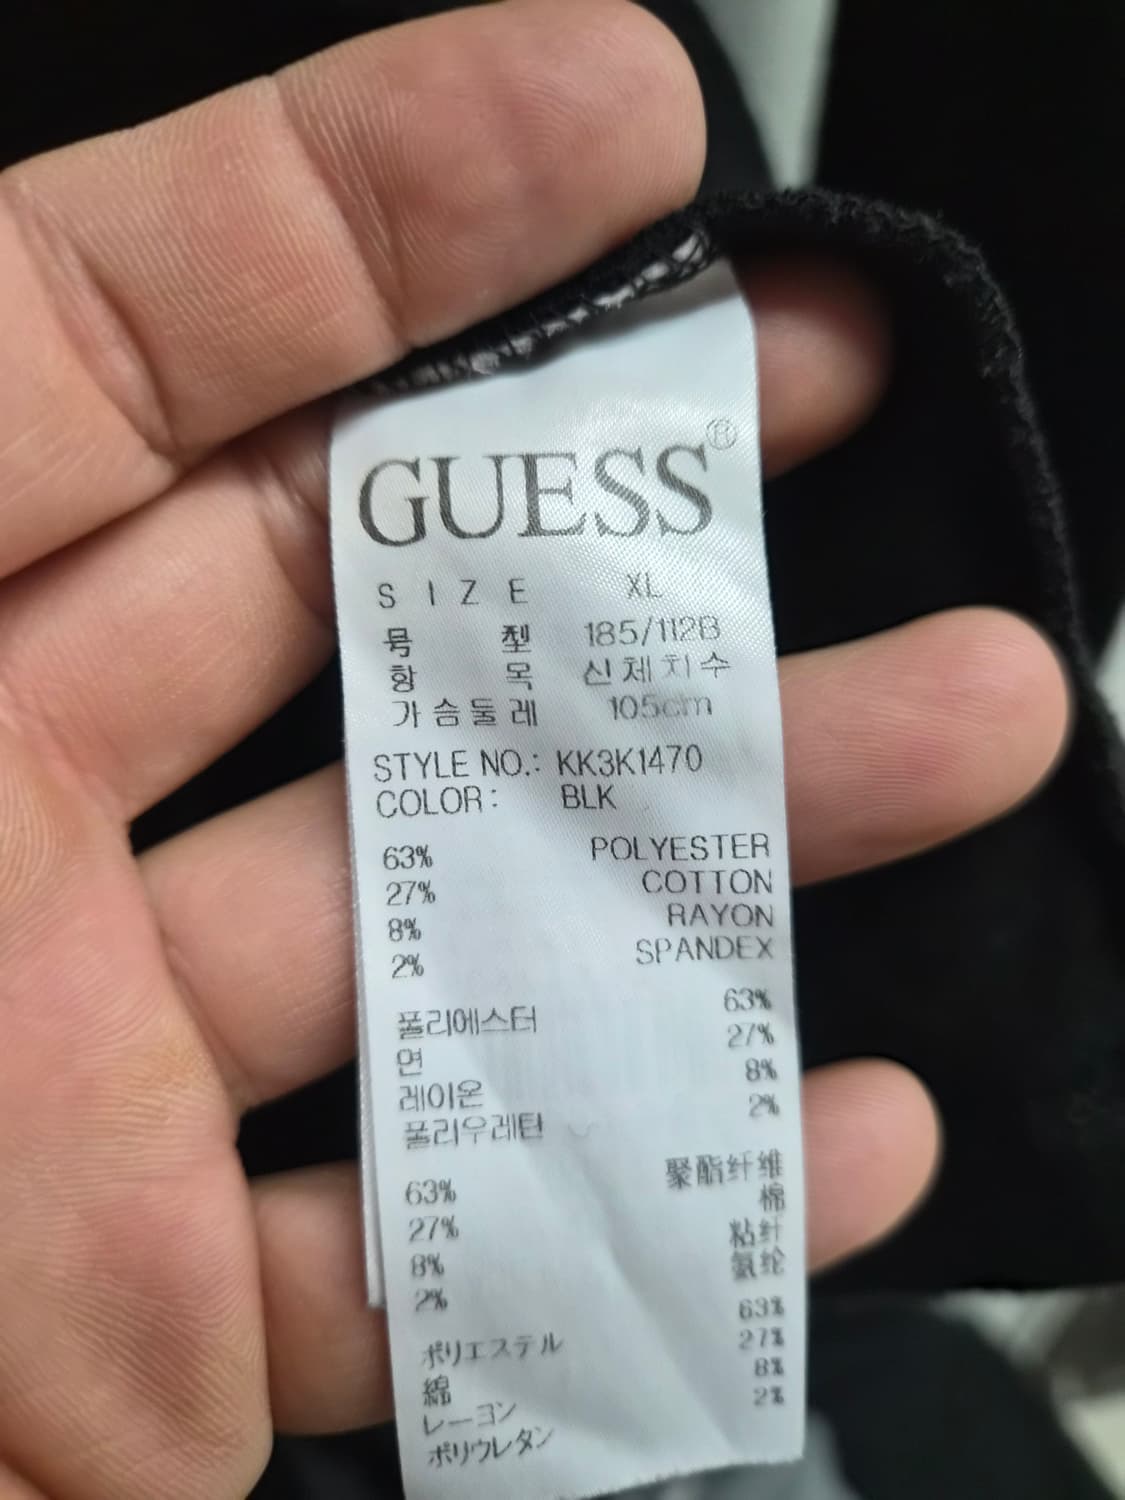 GUESS®
SIZE XL
号型 185/112B
항목 신체치수
가슴둘레 105cm
STYLE NO.: KK3K1470
COLOR: BLK
63% POLYESTER
27% COTTON
8% RAYON
2% SPANDEX
폴리에스터 63%
면 27%
레이온 8%
폴리우레탄 2%
63% 聚酯纤维
27% 棉
8% 粘纤
2% 氨纶
ポリエステル 63%
綿 27%
レーヨン 8%
ポリウレタン 2%